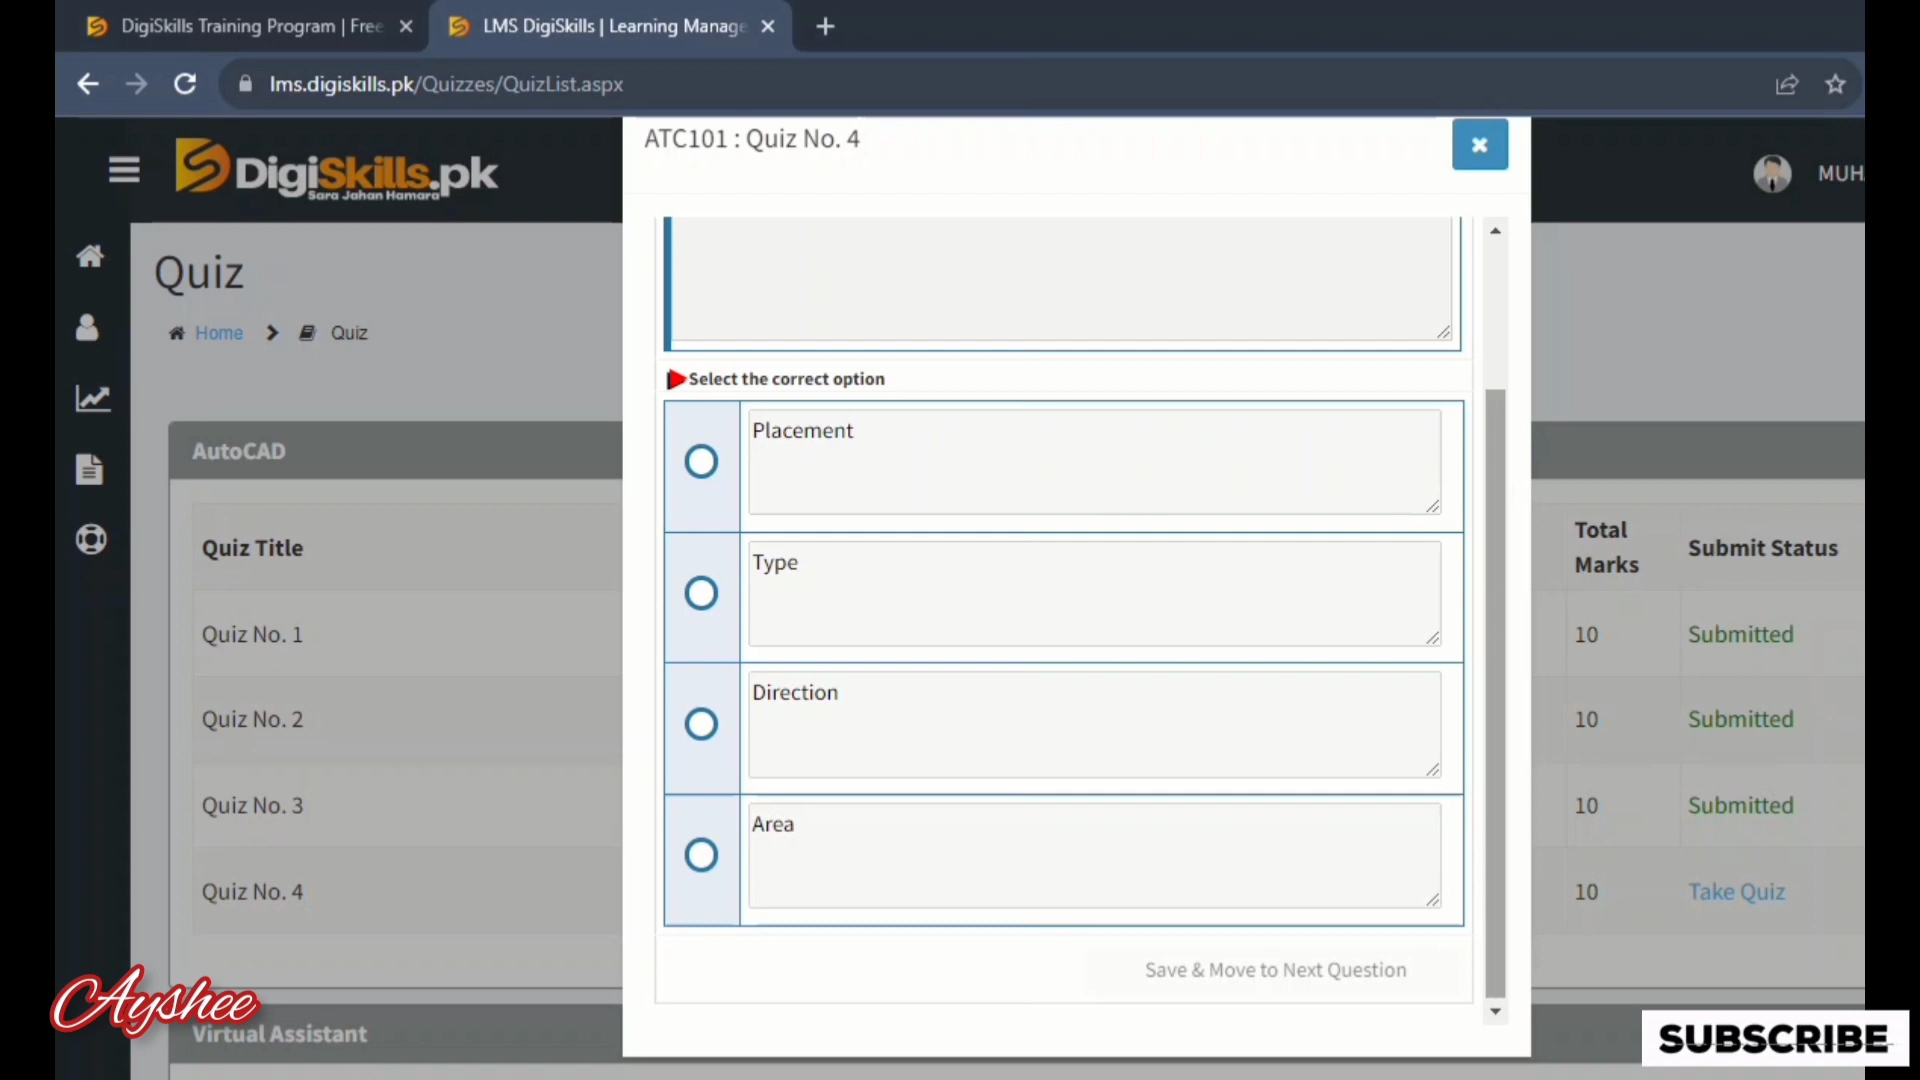 DigiSkills Training Program | Free
LMS DigiSkills | Learning Manage
lms.digiskills.pk/Quizzes/QuizList.aspx
ATC101 : Quiz No. 4
DigiSkills.pk
Sara Jahan Hamara
MUHA
Quiz
Home
Quiz
Select the correct option
Placement
Type
Direction
Area
Save & Move to Next Question
AutoCAD
Quiz Title
Total
Marks
Submit Status
Quiz No. 1
10
Submitted
Quiz No. 2
10
Submitted
Quiz No. 3
10
Submitted
Quiz No. 4
10
Take Quiz
Virtual Assistant
Ayshee
SUBSCRIBE